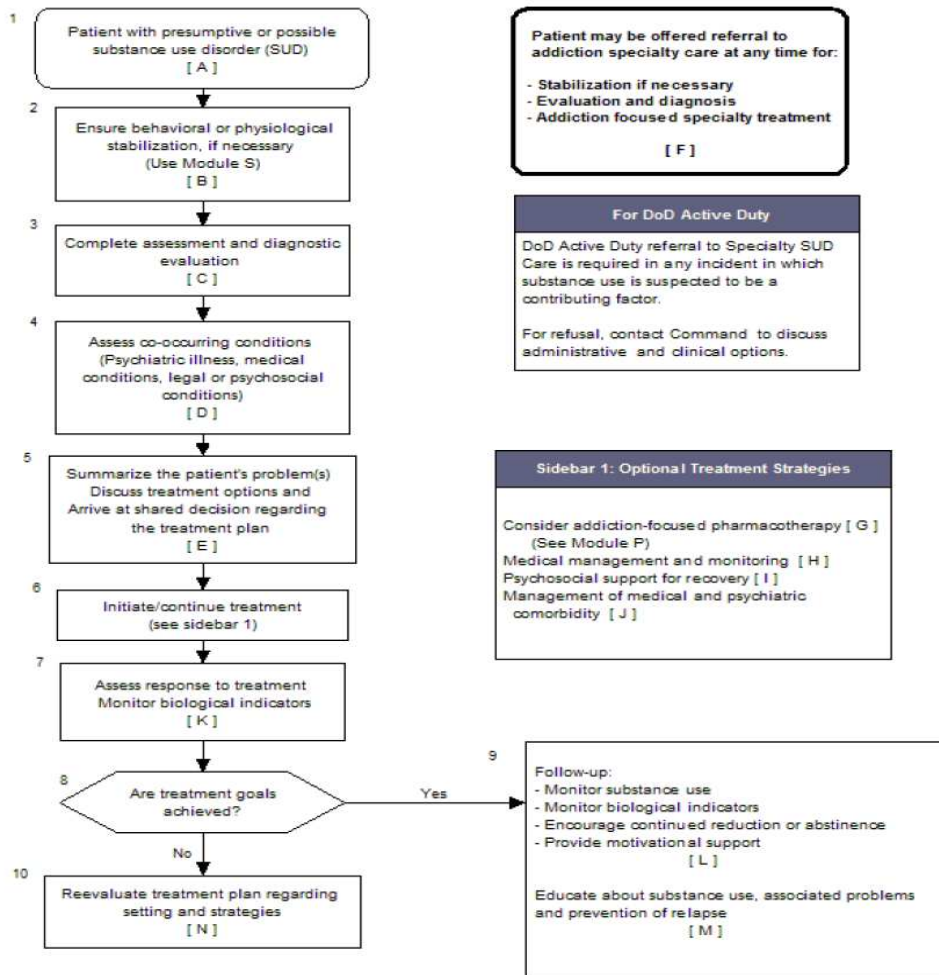 1
Patient with presumptive or possible
substance use disorder (SUD)
[ A ]
2
Ensure behavioral or physiological
stabilization, if necessary
(Use Module S)
[ B ]
3
Complete assessment and diagnostic
evaluation
[ C ]
4
Assess co-occurring conditions
(Psychiatric illness, medical
conditions, legal or psychosocial
conditions)
[ D ]
5
Summarize the patient's problem(s)
Discuss treatment options and
Arrive at shared decision regarding
the treatment plan
[ E ]
6
Initiate/continue treatment
(see sidebar 1)
7
Assess response to treatment
Monitor biological indicators
[ K ]
8
Are treatment goals
achieved?
Yes
No
10
Reevaluate treatment plan regarding
setting and strategies
[ N ]
Patient may be offered referral to
addiction specialty care at any time for:
- Stabilization if necessary
- Evaluation and diagnosis
- Addiction focused specialty treatment
[ F ]
For DoD Active Duty
DoD Active Duty referral to Specialty SUD
Care is required in any incident in which
substance use is suspected to be a
contributing factor.
For refusal, contact Command to discuss
administrative and clinical options.
Sidebar 1: Optional Treatment Strategies
Consider addiction-focused pharmacotherapy [ G ]
(See Module P)
Medical management and monitoring [ H ]
Psychosocial support for recovery [ I ]
Management of medical and psychiatric
comorbidity [ J ]
9
Follow-up:
- Monitor substance use
- Monitor biological indicators
- Encourage continued reduction or abstinence
- Provide motivational support
[ L ]
Educate about substance use, associated problems
and prevention of relapse
[ M ]